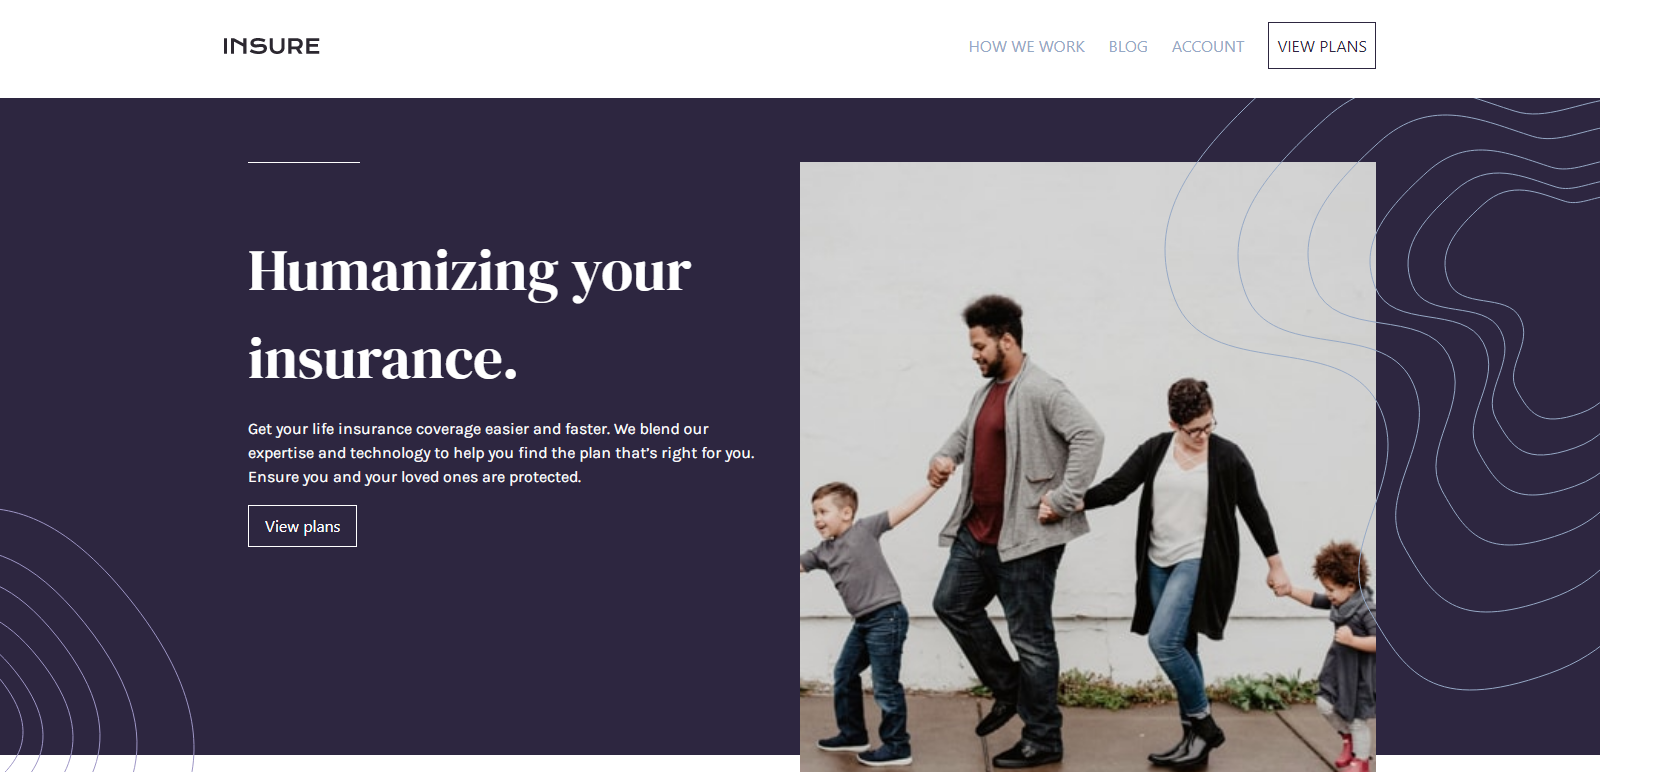 INSURE
HOW WE WORK BLOG ACCOUNT VIEW PLANS
Humanizing your
insurance.
Get your life insurance coverage easier and faster. We blend our
expertise and technology to help you find the plan that’s right for you.
Ensure you and your loved ones are protected.
View plans